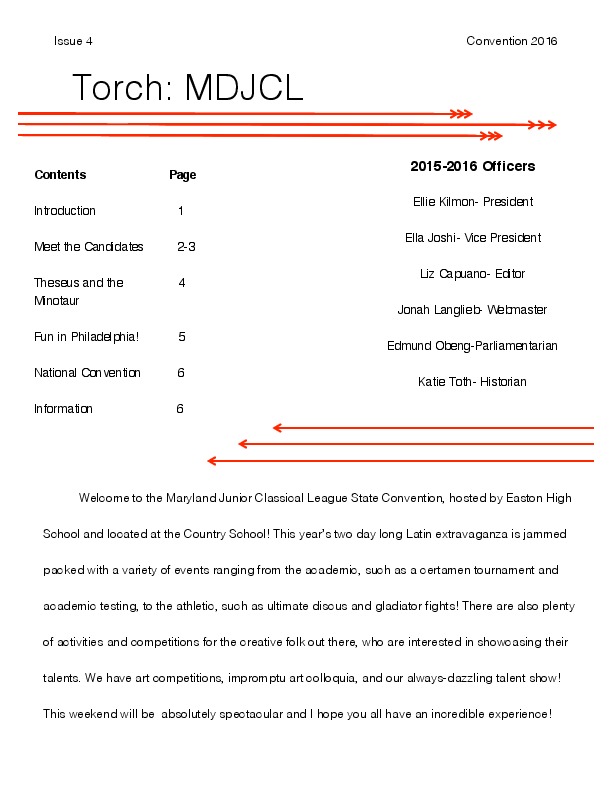 Issue 4 Convention 2016
Torch: MDJCL
Contents Page
Introduction 1
Meet the Candidates 2-3
Theseus and the 4
Minotaur
Fun in Philadelphia! 5
National Convention 6
Information 6
2015-2016 Officers
Ellie Kilmon- President
Ella Joshi- Vice President
Liz Capuano- Editor
Jonah Langlieb- Webmaster
Edmund Obeng-Parliamentarian
Katie Toth- Historian
Welcome to the Maryland Junior Classical League State Convention, hosted by Easton High
School and located at the Country School! This year's two day long Latin extravaganza is jammed
packed with a variety of events ranging from the academic, such as a certamen tournament and
academic testing, to the athletic, such as ultimate discus and gladiator fights! There are also plenty
of activities and competitions for the creative folk out there, who are interested in showcasing their
talents. We have art competitions, impromptu art colloquia, and our always-dazzling talent show!
This weekend will be absolutely spectacular and I hope you all have an incredible experience!